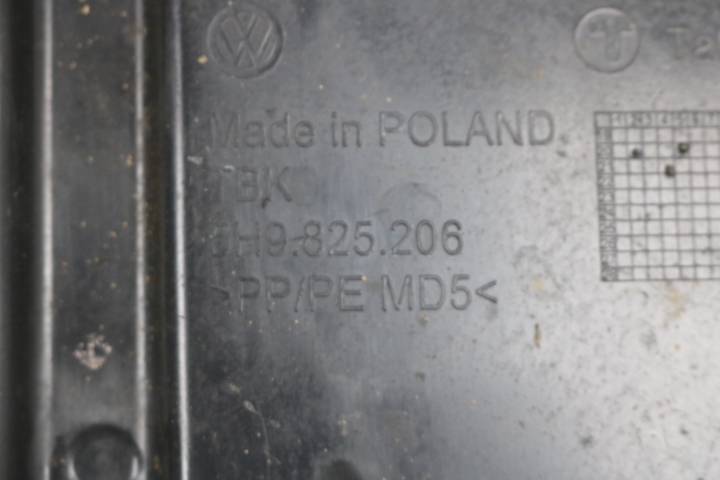 Made in POLAND
TBK
5H9.825.206
>PP/PE MD5<